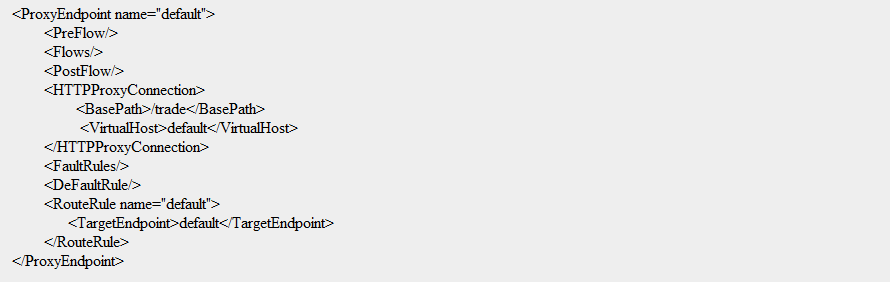 <ProxyEndpoint name="default">
<PreFlow/>
<Flows/>
<PostFlow/>
<HTTPProxyConnection>
<BasePath>/trade</BasePath>
<VirtualHost>default</VirtualHost>
</HTTPProxyConnection>
<FaultRules/>
<DeFaultRule/>
<RouteRule name="default">
<TargetEndpoint>default</TargetEndpoint>
</RouteRule>
</ProxyEndpoint>